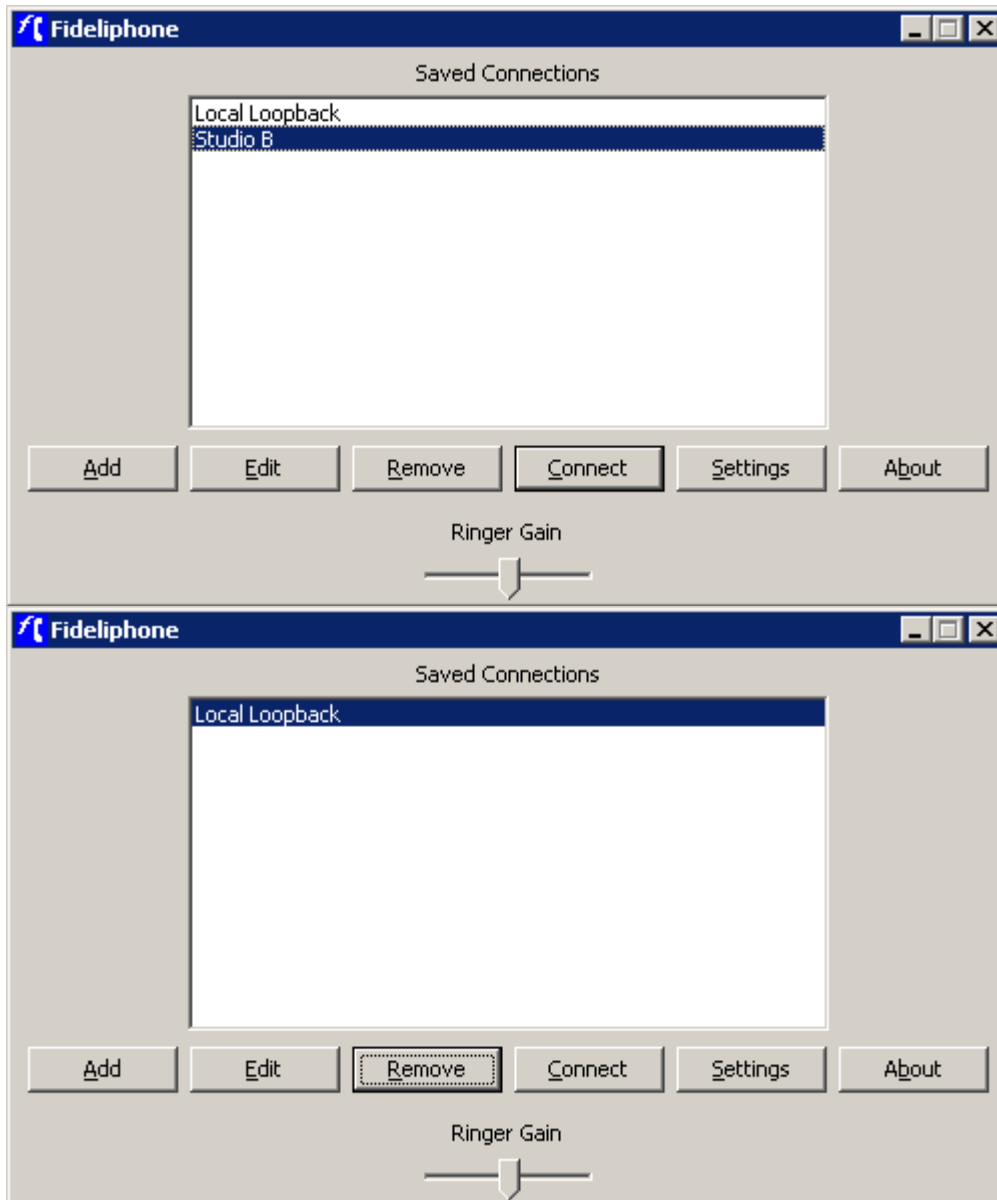 Fideliphone
Saved Connections
Local Loopback
Studio B
Add Edit Remove Connect Settings About
Ringer Gain
Fideliphone
Saved Connections
Local Loopback
Add Edit Remove Connect Settings About
Ringer Gain